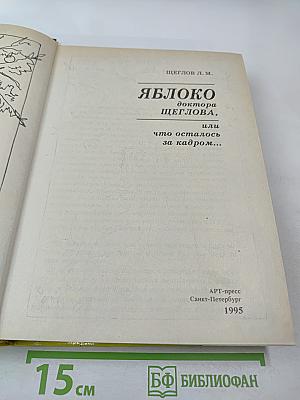 ЩЕГЛОВ Л. М.
ЯБЛОКО
доктора
ЩЕГЛОВА,
или
что осталось
за кадром...
АРТ-пресс
Санкт-Петербург
1995
15 см
БФ БИБЛИОФАН